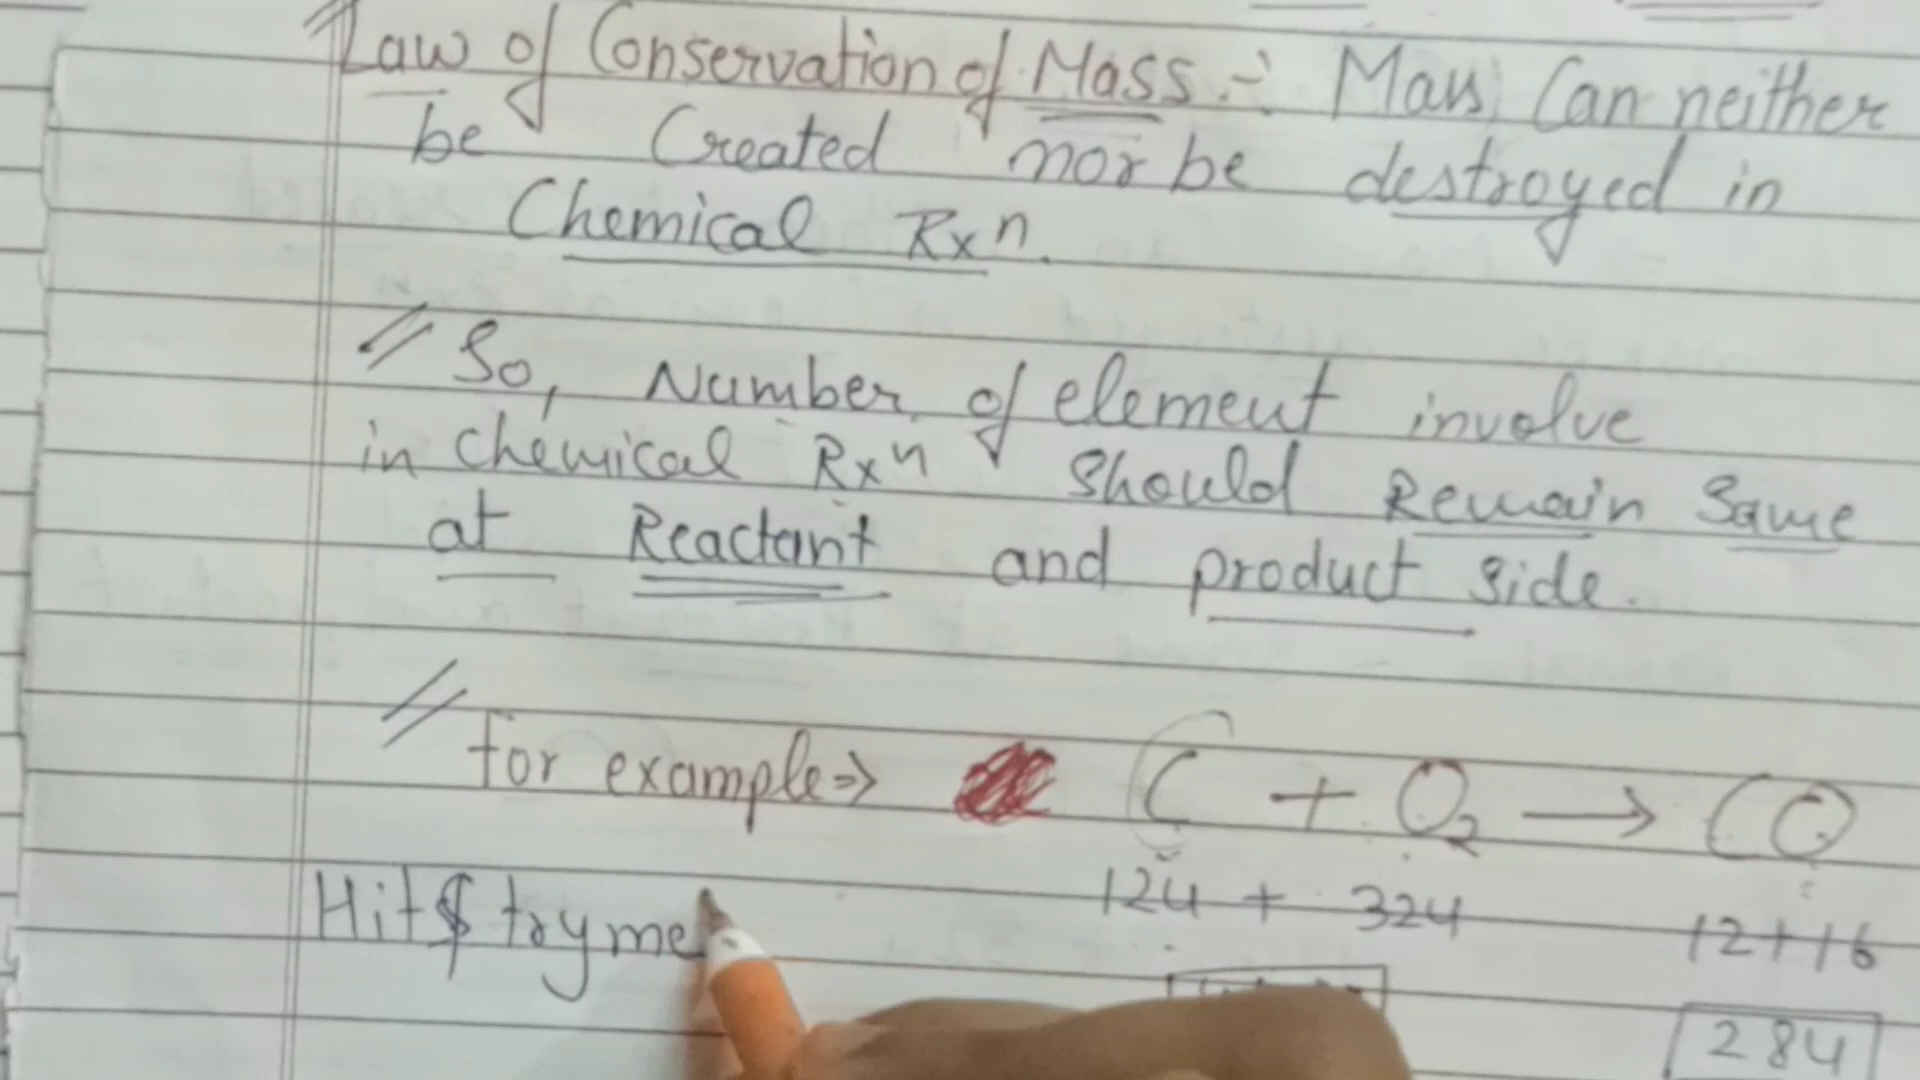 Law of Conservation of Mass :- Mass Can neither
be Created nor be destroyed in
Chemical Rxn.
So, Number of element involve
in chemical Rxn should Remain Same
at Reactant and product side.
for example => C + O2 → CO
12u + 32u 12+16
Hit & try me
28u